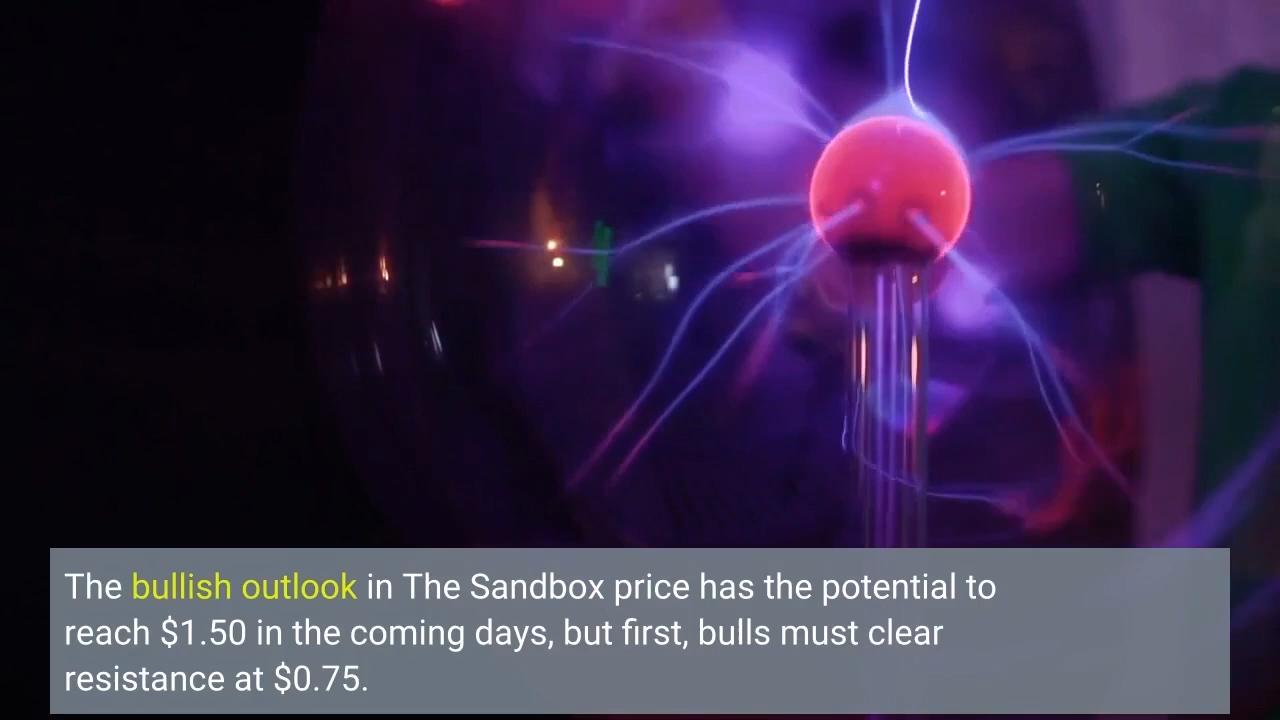 The bullish outlook in The Sandbox price has the potential to
reach $1.50 in the coming days, but first, bulls must clear
resistance at $0.75.